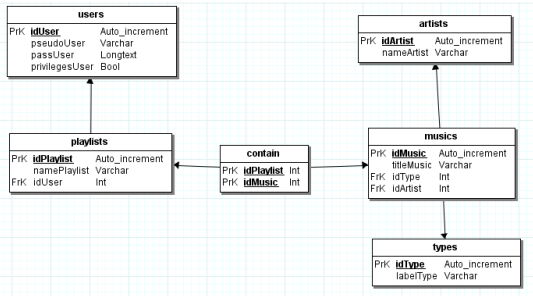 users
PrK idUser Auto_increment
pseudoUser Varchar
passUser Longtext
privilegesUser Bool
artists
PrK idArtist Auto_increment
nameArtist Varchar
playlists
PrK idPlaylist Auto_increment
namePlaylist Varchar
FrK idUser Int
contain
PrK idPlaylist Int
PrK idMusic Int
musics
PrK idMusic Auto_increment
titleMusic Varchar
FrK idType Int
FrK idArtist Int
types
PrK idType Auto_increment
labelType Varchar